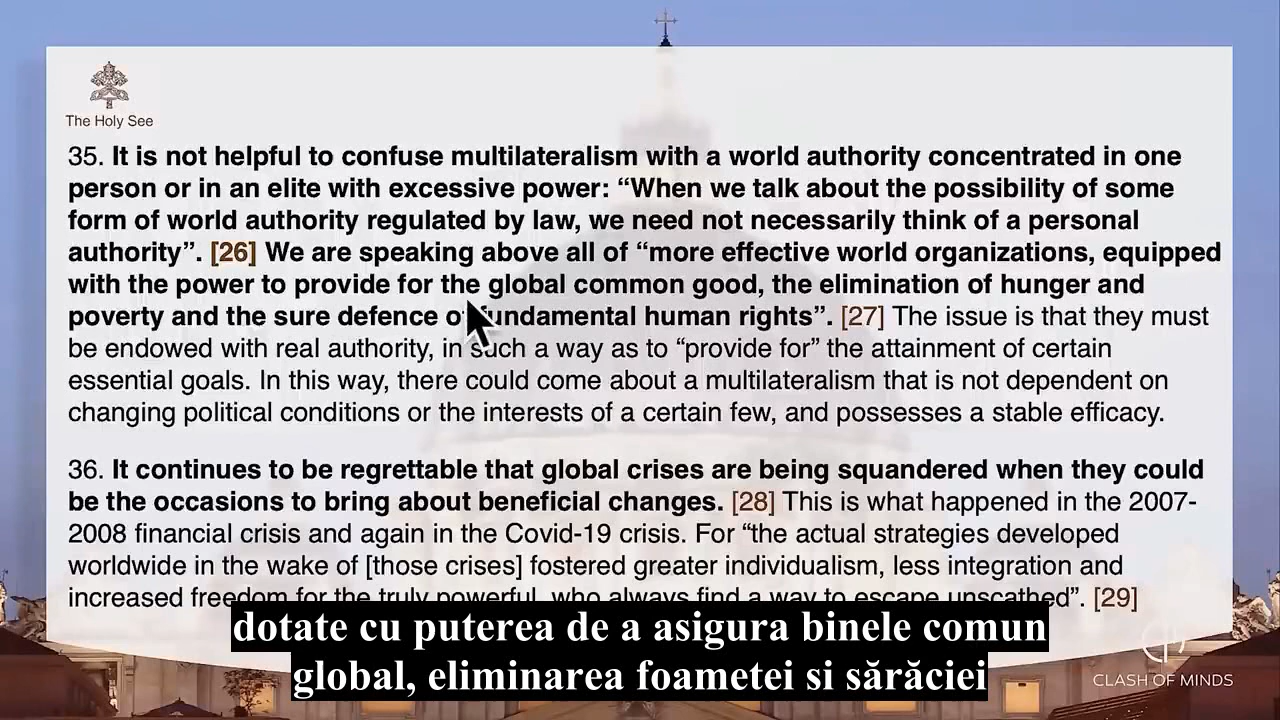 The Holy See
35. It is not helpful to confuse multilateralism with a world authority concentrated in one
person or in an elite with excessive power: “When we talk about the possibility of some
form of world authority regulated by law, we need not necessarily think of a personal
authority”. [26] We are speaking above all of “more effective world organizations, equipped
with the power to provide for the global common good, the elimination of hunger and
poverty and the sure defence of fundamental human rights”. [27] The issue is that they must
be endowed with real authority, in such a way as to “provide for” the attainment of certain
essential goals. In this way, there could come about a multilateralism that is not dependent on
changing political conditions or the interests of a certain few, and possesses a stable efficacy.
36. It continues to be regrettable that global crises are being squandered when they could
be the occasions to bring about beneficial changes. [28] This is what happened in the 2007-
2008 financial crisis and again in the Covid-19 crisis. For “the actual strategies developed
worldwide in the wake of [those crises] fostered greater individualism, less integration and
increased freedom for the truly powerful, who always find a way to escape unscathed”. [29]
dotate cu puterea de a asigura binele comun
global, eliminarea foametei si sărăciei
CLASH OF MINDS